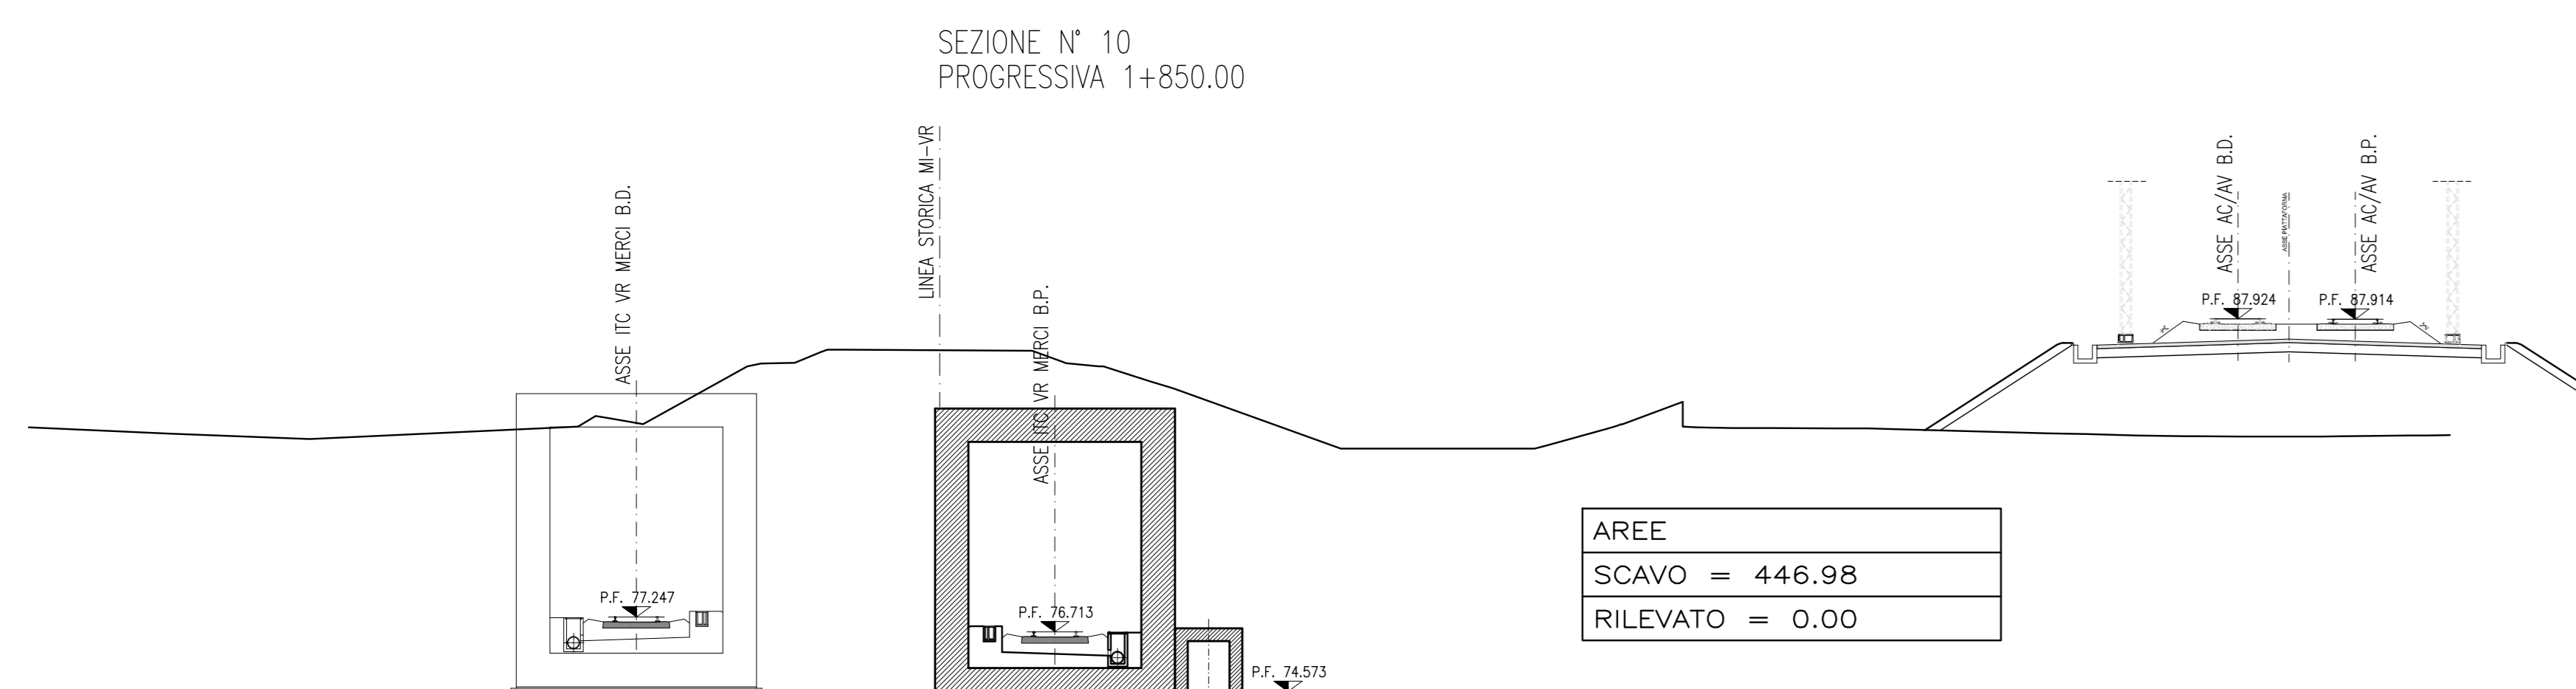 SEZIONE N° 10
PROGRESSIVA 1+850.00
ASSE ITC VR MERCI B.D.
LINEA STORICA MI-VR
ASSE ITC VR MERCI B.P.
ASSE AC/AV B.D.
ASSE PIATTAFORMA
ASSE AC/AV B.P.
P.F. 87.924
P.F. 87.914
AREE
SCAVO = 446.98
RILEVATO = 0.00
P.F. 77.247
P.F. 76.713
P.F. 74.573